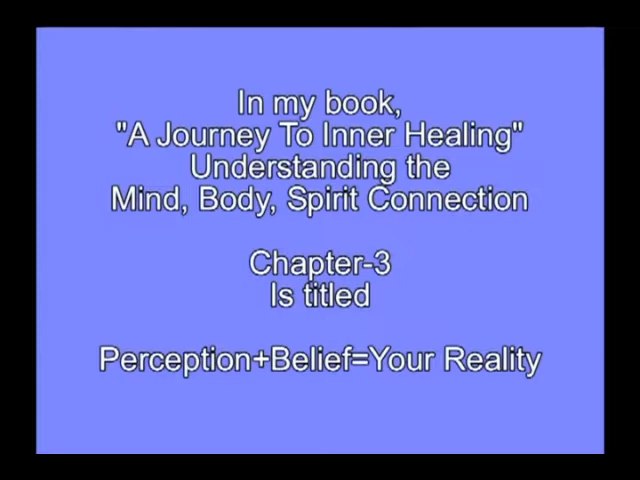 In my book,
"A Journey To Inner Healing"
Understanding the
Mind, Body, Spirit Connection
Chapter-3
Is titled
Perception+Belief=Your Reality